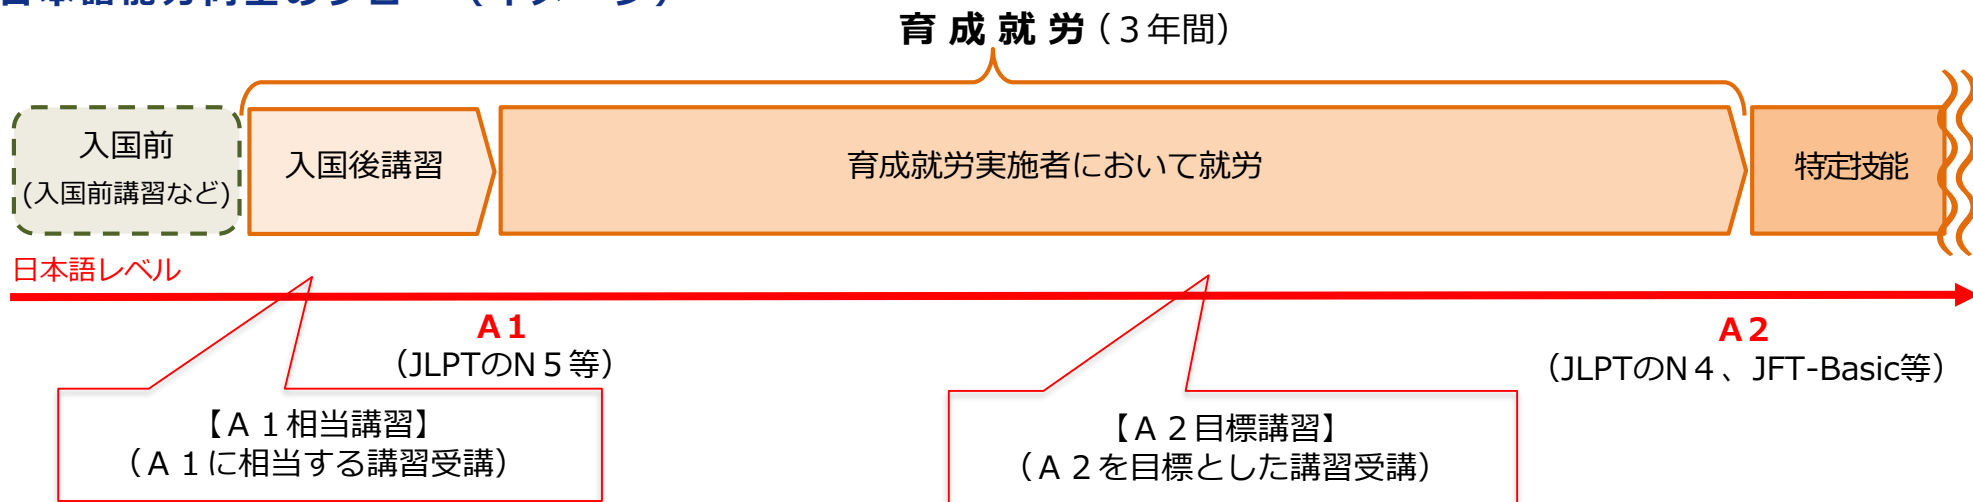 育成就労（３年間）
入国前
(入国前講習など)
入国後講習
育成就労実施者において就労
特定技能
日本語レベル
Ａ１
（JLPTのＮ５等）
Ａ２
（JLPTのＮ４、JFT-Basic等）
【Ａ１相当講習】
（Ａ１に相当する講習受講）
【Ａ２目標講習】
（Ａ２を目標とした講習受講）